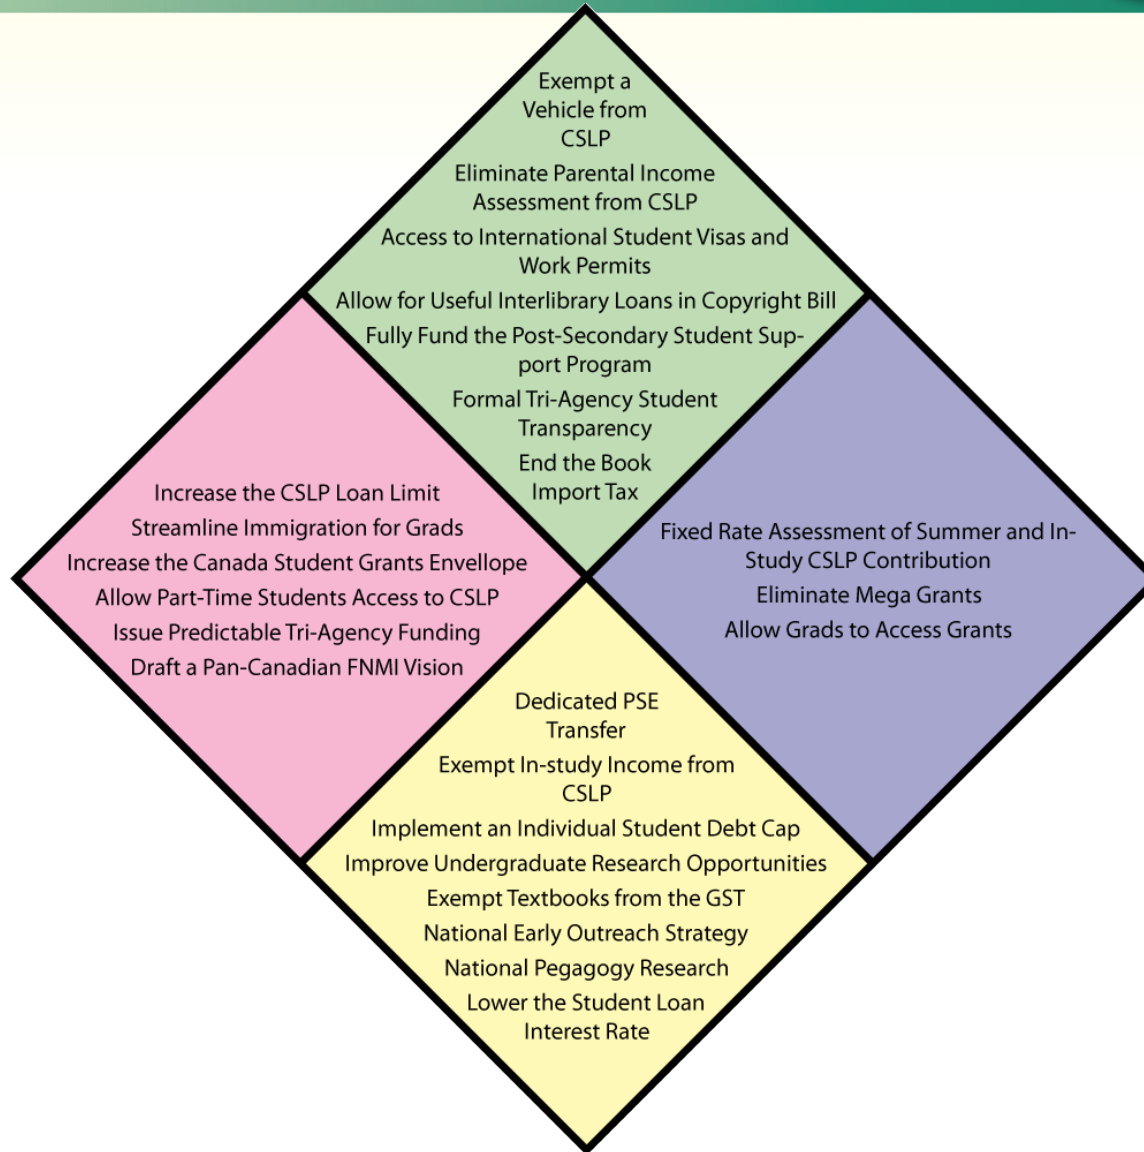 Exempt a
Vehicle from
CSLP
Eliminate Parental Income
Assessment from CSLP
Access to International Student Visas and
Work Permits
Allow for Useful Interlibrary Loans in Copyright Bill
Fully Fund the Post-Secondary Student Sup-
port Program
Formal Tri-Agency Student
Transparency
End the Book
Import Tax
Increase the CSLP Loan Limit
Streamline Immigration for Grads
Increase the Canada Student Grants Envellope
Allow Part-Time Students Access to CSLP
Issue Predictable Tri-Agency Funding
Draft a Pan-Canadian FNMI Vision
Fixed Rate Assessment of Summer and In-
Study CSLP Contribution
Eliminate Mega Grants
Allow Grads to Access Grants
Dedicated PSE
Transfer
Exempt In-study Income from
CSLP
Implement an Individual Student Debt Cap
Improve Undergraduate Research Opportunities
Exempt Textbooks from the GST
National Early Outreach Strategy
National Pegagogy Research
Lower the Student Loan
Interest Rate